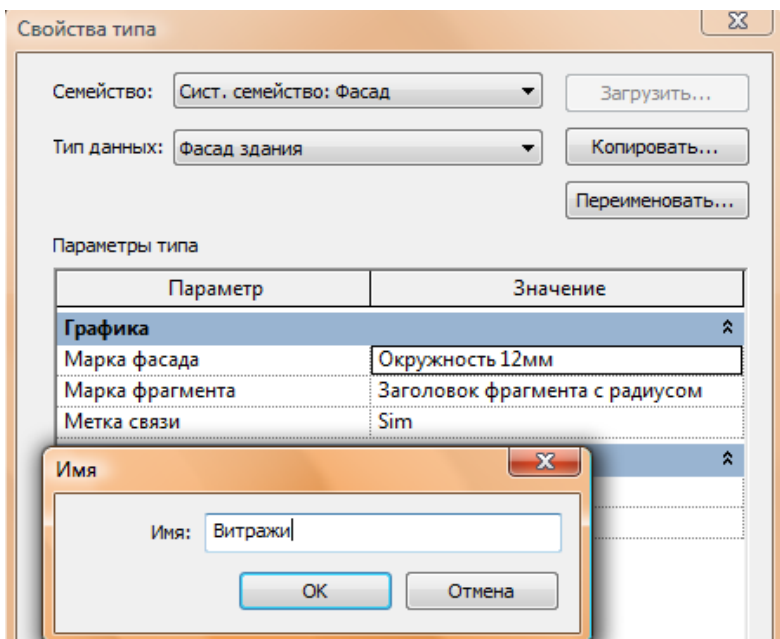 Свойства типа
Семейство: Сист. семейство: Фасад Загрузить...
Тип данных: Фасад здания Копировать...
Переименовать...
Параметры типа
Параметр Значение
Графика
Марка фасада Окружность 12мм
Марка фрагмента Заголовок фрагмента с радиусом
Метка связи Sim
Имя
Имя: Витражи
OK Отмена